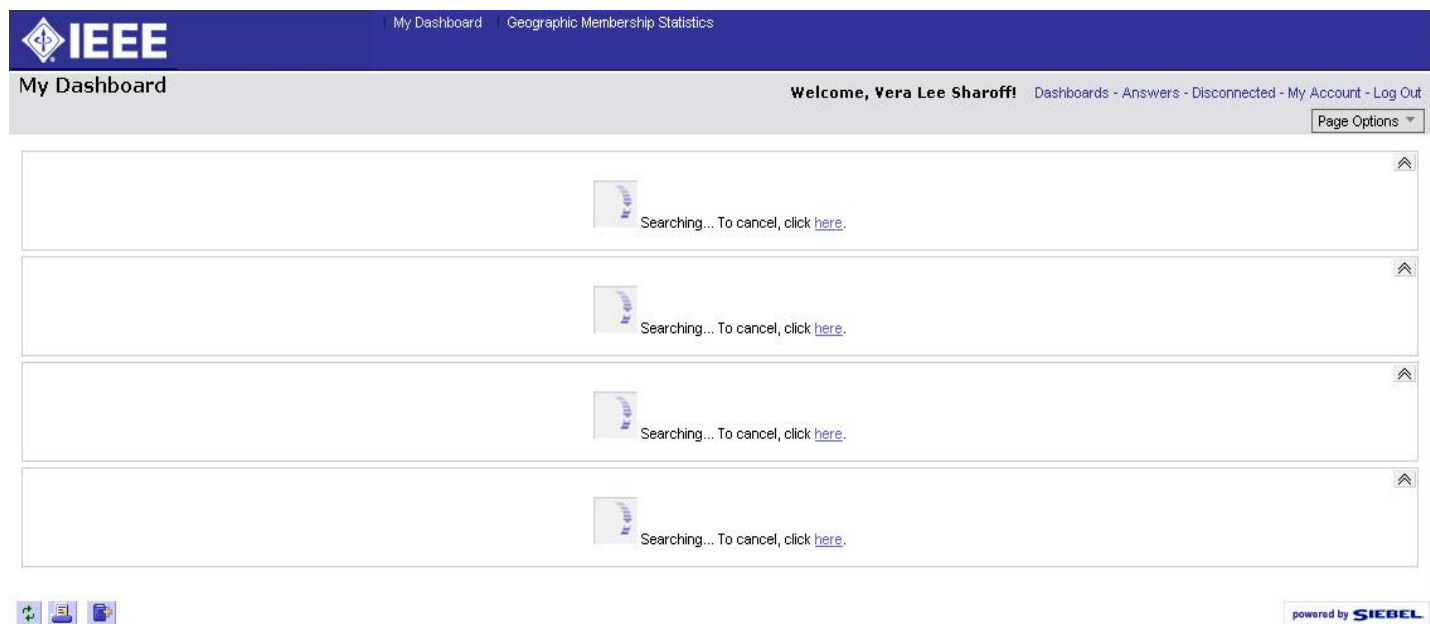 IEEE
My Dashboard Geographic Membership Statistics
My Dashboard
Welcome, Vera Lee Sharoff! Dashboards - Answers - Disconnected - My Account - Log Out
Page Options
Searching... To cancel, click here.
Searching... To cancel, click here.
Searching... To cancel, click here.
Searching... To cancel, click here.
powered by SIEBEL.